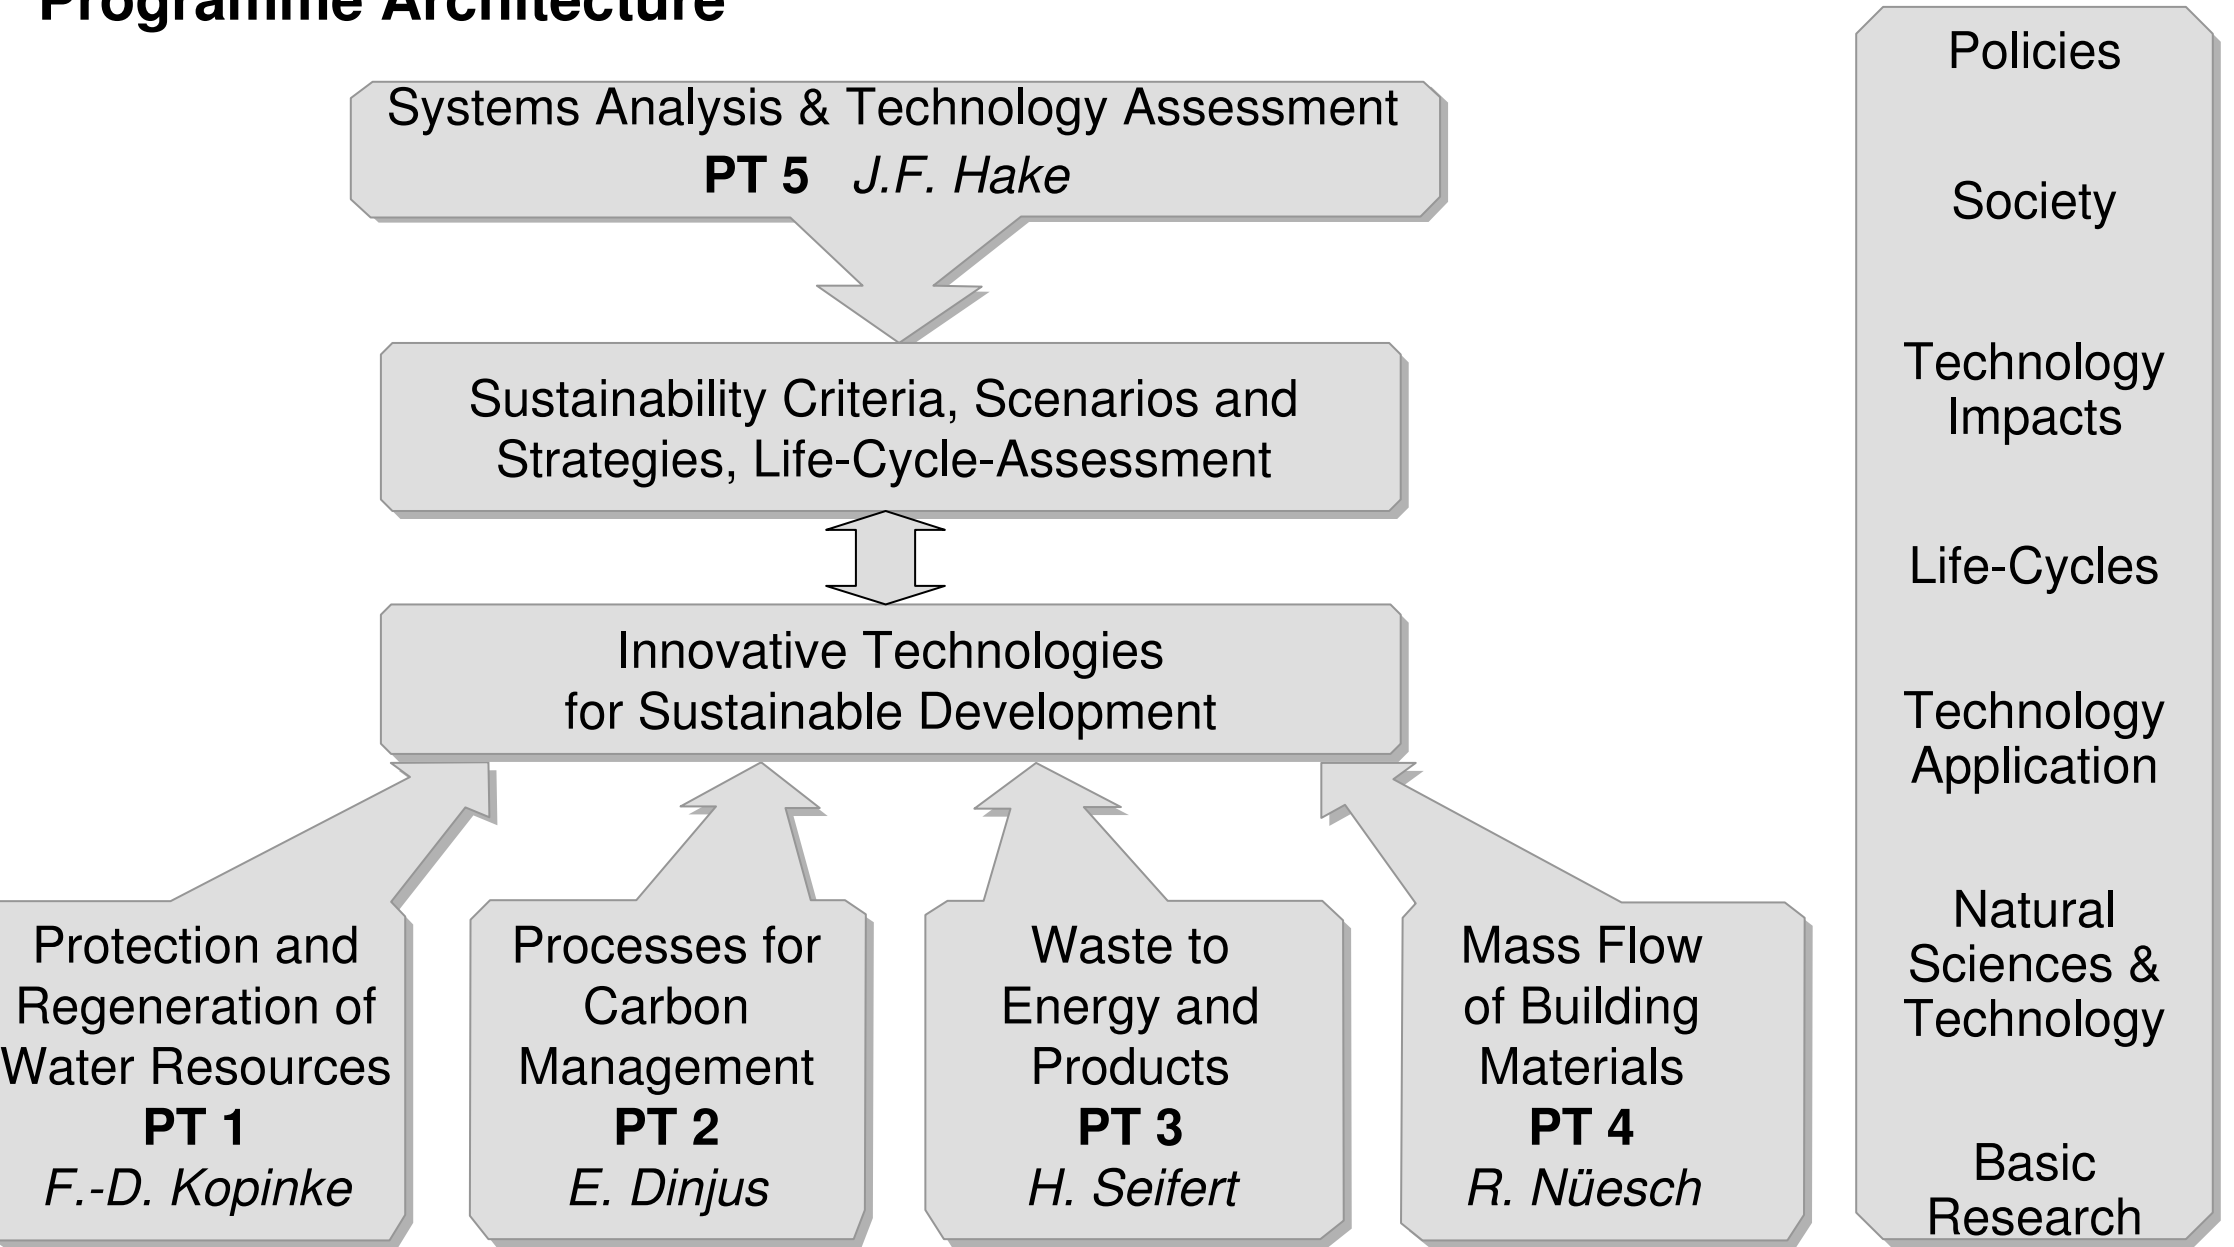 Programme Architecture
Systems Analysis & Technology Assessment
PT 5 J.F. Hake
Sustainability Criteria, Scenarios and
Strategies, Life-Cycle-Assessment
Innovative Technologies
for Sustainable Development
Protection and
Regeneration of
Water Resources
PT 1
F.-D. Kopinke
Processes for
Carbon
Management
PT 2
E. Dinjus
Waste to
Energy and
Products
PT 3
H. Seifert
Mass Flow
of Building
Materials
PT 4
R. Nüesch
Policies
Society
Technology
Impacts
Life-Cycles
Technology
Application
Natural
Sciences &
Technology
Basic
Research